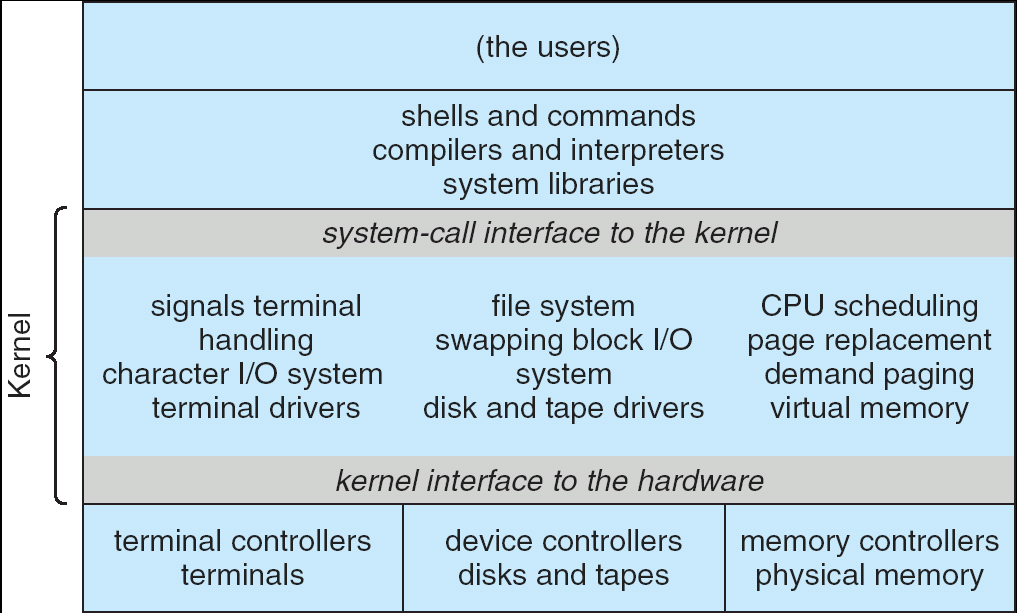 (the users)
shells and commands
compilers and interpreters
system libraries
Kernel
system-call interface to the kernel
signals terminal
handling
character I/O system
terminal drivers
file system
swapping block I/O
system
disk and tape drivers
CPU scheduling
page replacement
demand paging
virtual memory
kernel interface to the hardware
terminal controllers
terminals
device controllers
disks and tapes
memory controllers
physical memory